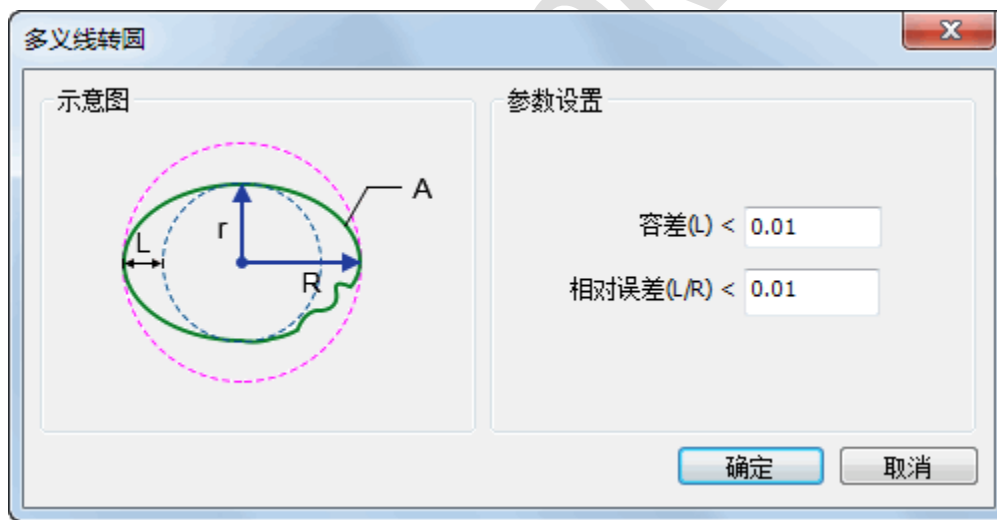 多义线转圆
示意图
A
r
L
R
参数设置
容差(L) < 0.01
相对误差(L/R) < 0.01
确定
取消